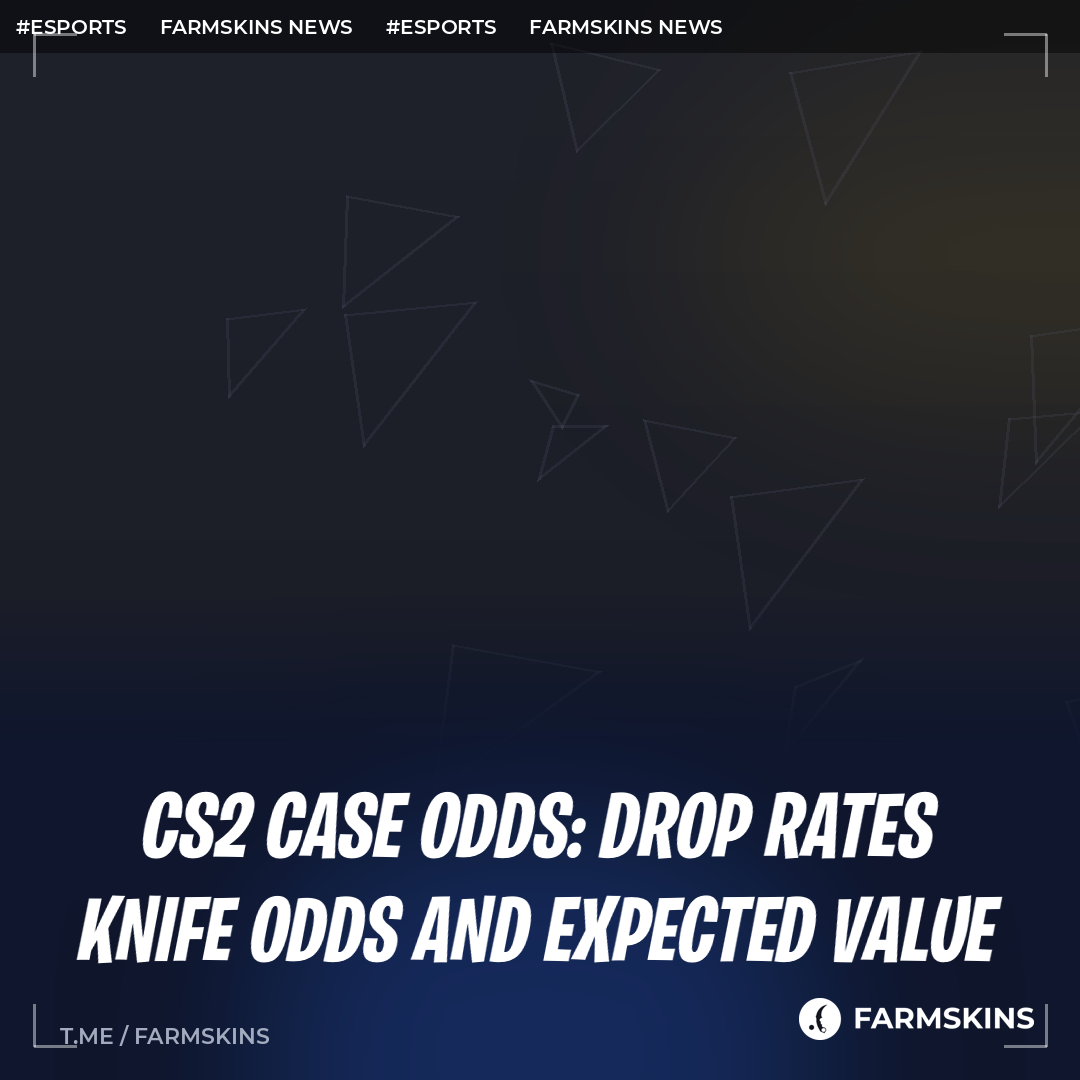 #ESPORTS FARMSKINS NEWS #ESPORTS FARMSKINS NEWS
CS2 CASE ODDS: DROP RATES
KNIFE ODDS AND EXPECTED VALUE
T.ME / FARMSKINS
FARMSKINS